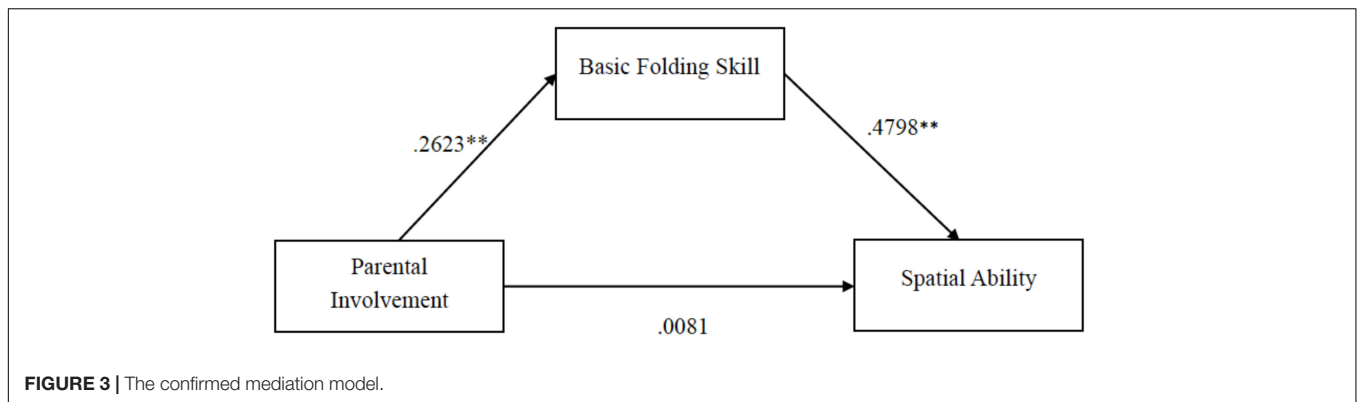 Basic Folding Skill
.2623**
.4798**
Parental
Involvement
Spatial Ability
.0081
FIGURE 3 | The confirmed mediation model.